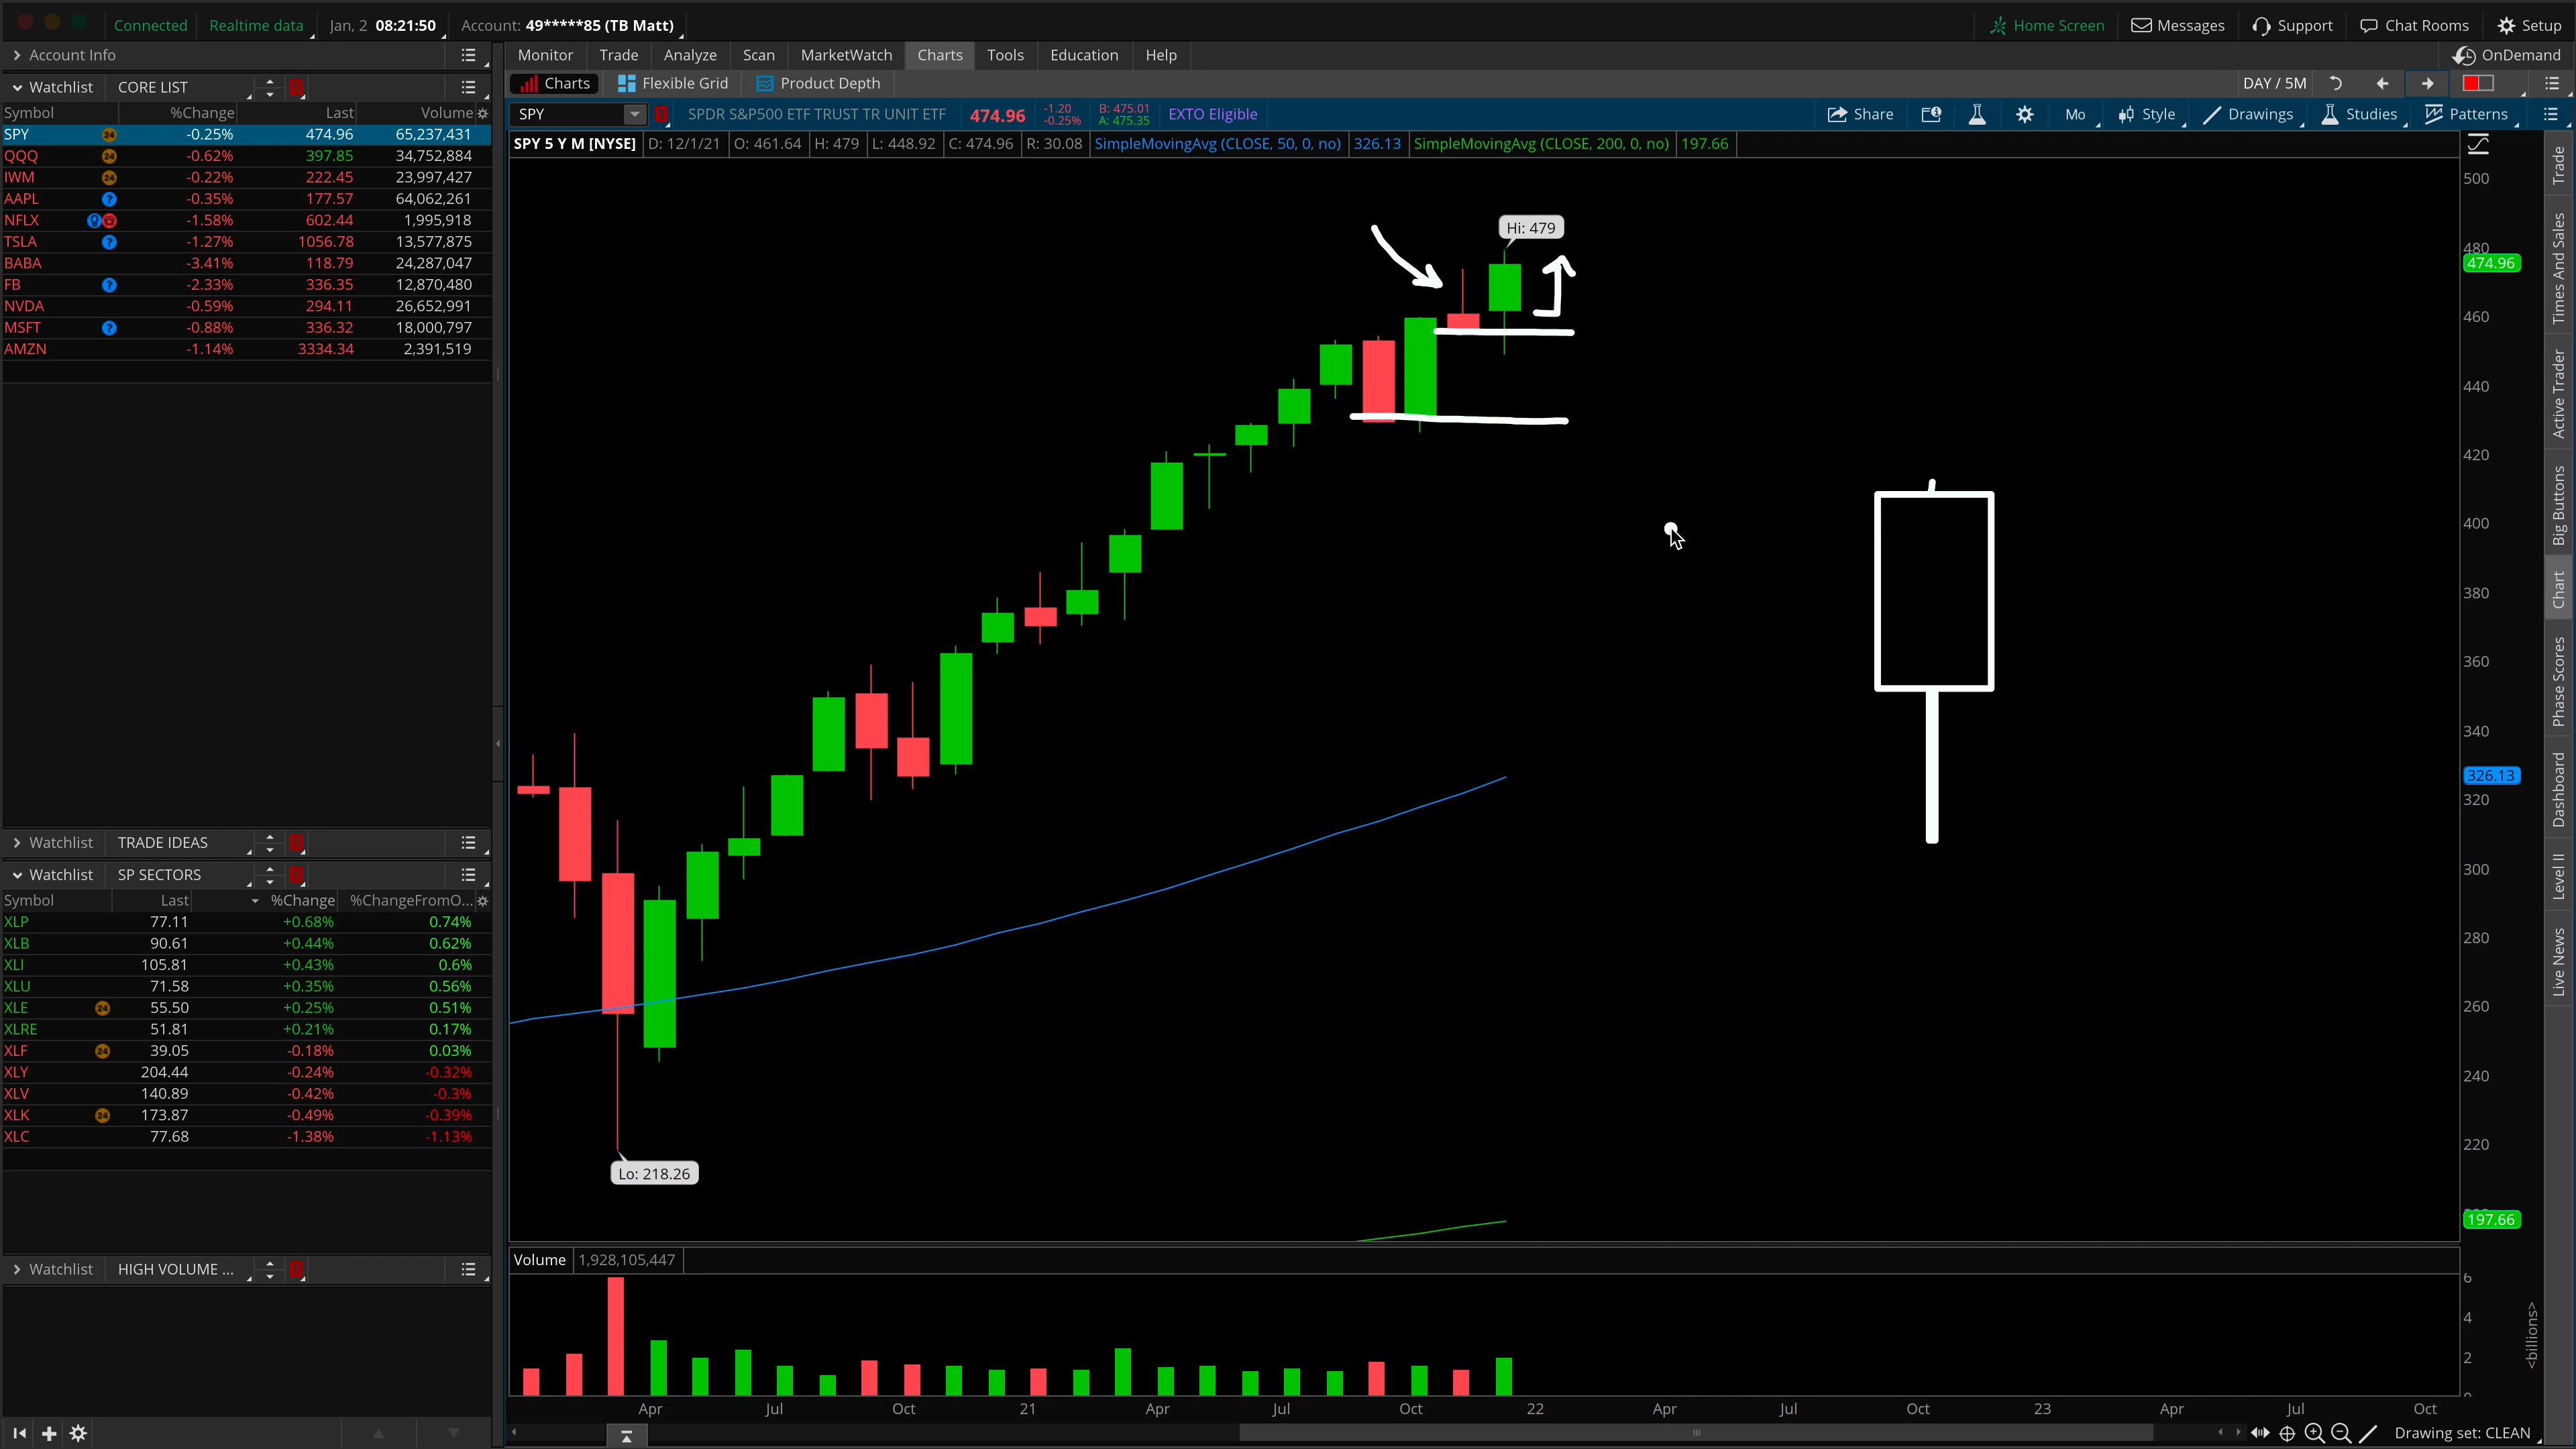 Connected Realtime data Jan, 2 08:21:50 Account: 49*****85 (TB Matt) Home Screen Messages Support Chat Rooms Setup
Account Info Monitor Trade Analyze Scan MarketWatch Charts Tools Education Help OnDemand
Watchlist CORE LIST Charts Flexible Grid Product Depth DAY / 5M
Symbol %Change Last Volume SPY SPDR S&P500 ETF TRUST TR UNIT ETF 474.96 -1.20 -0.25% B: 475.01 A: 475.35 EXTO Eligible Share Mo Style Drawings Studies Patterns
SPY 5 Y M [NYSE] D: 12/1/21 O: 461.64 H: 479 L: 448.92 C: 474.96 R: 30.08 SimpleMovingAvg (CLOSE, 50, 0, no) 326.13 SimpleMovingAvg (CLOSE, 200, 0, no) 197.66
SPY 24 -0.25% 474.96 65,237,431
QQQ 24 -0.62% 397.85 34,752,884
IWM 24 -0.22% 222.45 23,997,427
AAPL ? -0.35% 177.57 64,062,261
NFLX -1.58% 602.44 1,995,918
TSLA ? -1.27% 1056.78 13,577,875
BABA -3.41% 118.79 24,287,047
FB ? -2.33% 336.35 12,870,480
NVDA -0.59% 294.11 26,652,991
MSFT ? -0.88% 336.32 18,000,797
AMZN -1.14% 3334.34 2,391,519
Watchlist TRADE IDEAS
Watchlist SP SECTORS
Symbol Last %Change %ChangeFromO...
XLP 77.11 +0.68% 0.74%
XLB 90.61 +0.44% 0.62%
XLI 105.81 +0.43% 0.6%
XLU 71.58 +0.35% 0.56%
XLE 24 55.50 +0.25% 0.51%
XLRE 51.81 +0.21% 0.17%
XLF 24 39.05 -0.18% 0.03%
XLY 204.44 -0.24% -0.32%
XLV 140.89 -0.42% -0.3%
XLK 24 173.87 -0.49% -0.39%
XLC 77.68 -1.38% -1.13%
Watchlist HIGH VOLUME ...
Hi: 479
Lo: 218.26
500
480
474.96
460
440
420
400
380
360
340
326.13
320
300
280
260
240
220
197.66
Volume 1,928,105,447
6
4
2
<billions>
Apr Jul Oct 21 Apr Jul Oct 22 Apr Jul Oct 23 Apr Jul Oct
Drawing set: CLEAN
Trade
Times And Sales
Active Trader
Big Buttons
Chart
Phase Scores
Dashboard
Level II
Live News